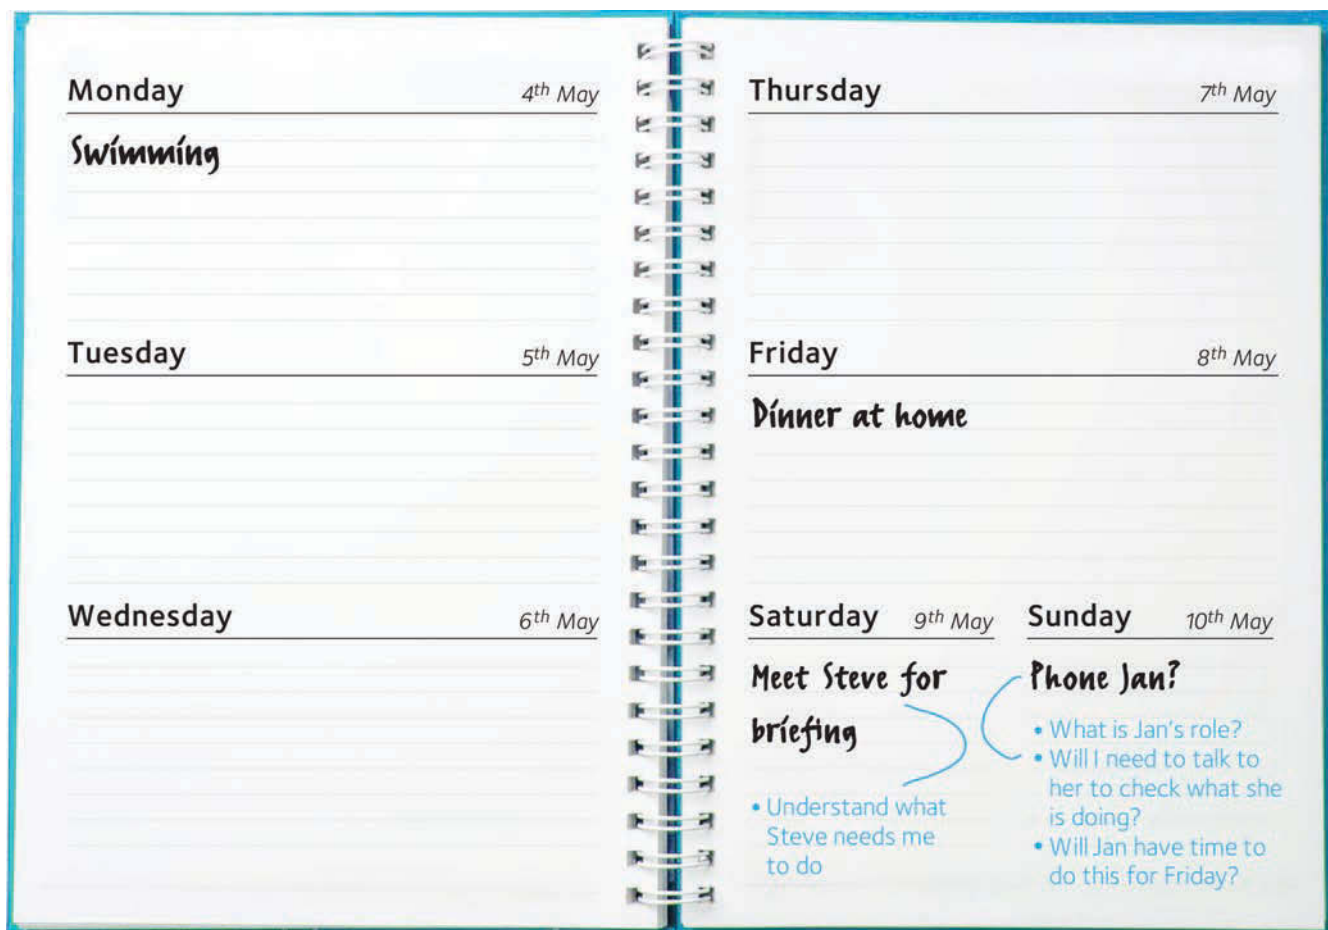 Monday 4th May
Swimming
Tuesday 5th May
Wednesday 6th May
Thursday 7th May
Friday 8th May
Dinner at home
Saturday 9th May
Meet Steve for
briefing
• Understand what
Steve needs me
to do
Sunday 10th May
Phone Jan?
• What is Jan's role?
• Will I need to talk to
her to check what she
is doing?
• Will Jan have time to
do this for Friday?